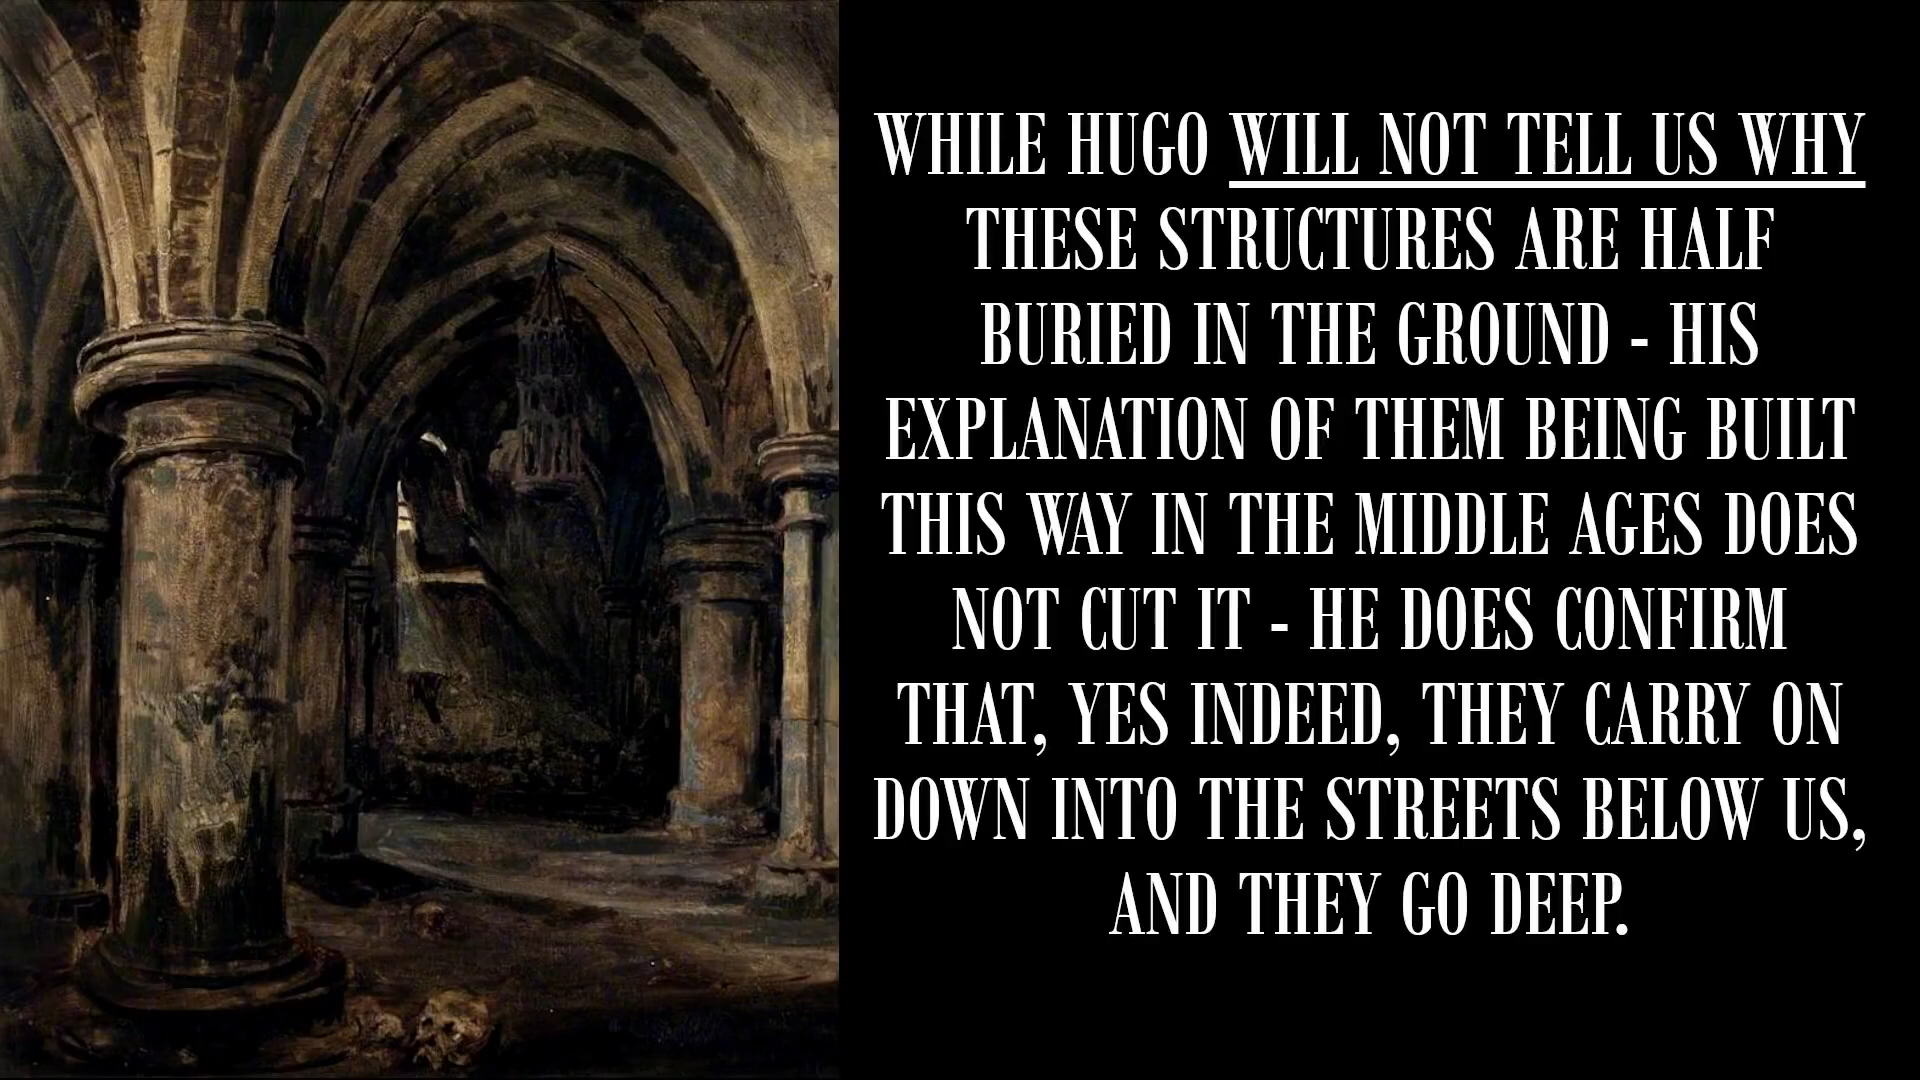 WHILE HUGO WILL NOT TELL US WHY
THESE STRUCTURES ARE HALF
BURIED IN THE GROUND - HIS
EXPLANATION OF THEM BEING BUILT
THIS WAY IN THE MIDDLE AGES DOES
NOT CUT IT - HE DOES CONFIRM
THAT, YES INDEED, THEY CARRY ON
DOWN INTO THE STREETS BELOW US,
AND THEY GO DEEP.